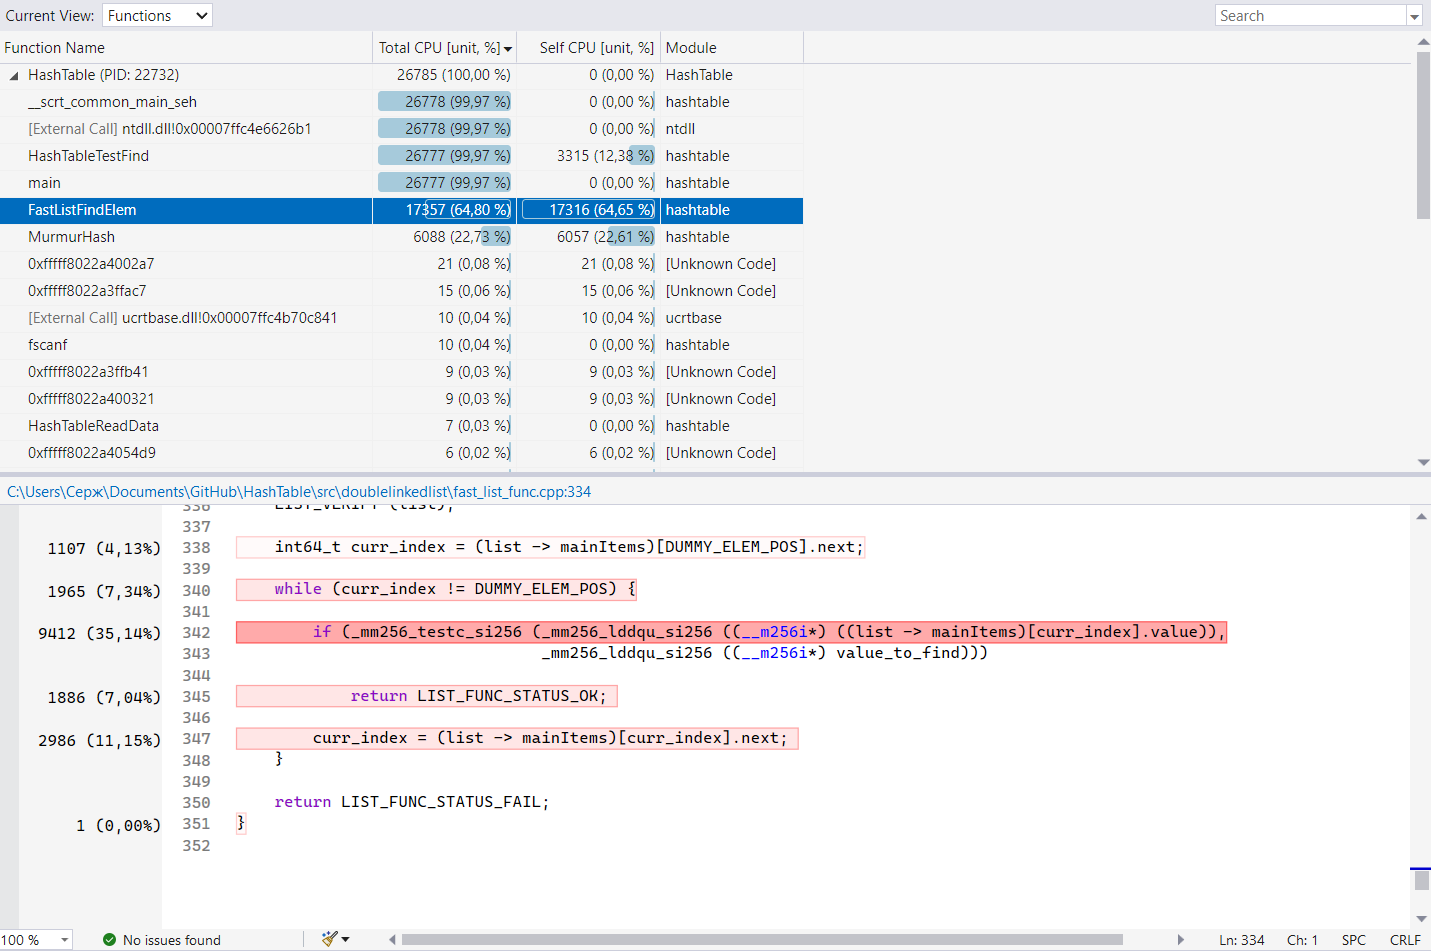 Current View: Functions Search
Function Name Total CPU [unit, %] Self CPU [unit, %] Module
HashTable (PID: 22732) 26785 (100,00 %) 0 (0,00 %) HashTable
__scrt_common_main_seh 26778 (99,97 %) 0 (0,00 %) hashtable
[External Call] ntdll.dll!0x00007ffc4e6626b1 26778 (99,97 %) 0 (0,00 %) ntdll
HashTableTestFind 26777 (99,97 %) 3315 (12,38 %) hashtable
main 26777 (99,97 %) 0 (0,00 %) hashtable
FastListFindElem 17357 (64,80 %) 17316 (64,65 %) hashtable
MurmurHash 6088 (22,73 %) 6057 (22,61 %) hashtable
0xfffff8022a4002a7 21 (0,08 %) 21 (0,08 %) [Unknown Code]
0xfffff8022a3ffac7 15 (0,06 %) 15 (0,06 %) [Unknown Code]
[External Call] ucrtbase.dll!0x00007ffc4b70c841 10 (0,04 %) 10 (0,04 %) ucrtbase
fscanf 10 (0,04 %) 0 (0,00 %) hashtable
0xfffff8022a3ffb41 9 (0,03 %) 9 (0,03 %) [Unknown Code]
0xfffff8022a400321 9 (0,03 %) 9 (0,03 %) [Unknown Code]
HashTableReadData 7 (0,03 %) 0 (0,00 %) hashtable
0xfffff8022a4054d9 6 (0,02 %) 6 (0,02 %) [Unknown Code]
C:\Users\Серж\Documents\GitHub\HashTable\src\doublelinkedlist\fast_list_func.cpp:334
336 LIST_VERIFY (list);
337
1107 (4,13%) 338 int64_t curr_index = (list -> mainItems)[DUMMY_ELEM_POS].next;
339
1965 (7,34%) 340 while (curr_index != DUMMY_ELEM_POS) {
341
9412 (35,14%) 342 if (_mm256_testc_si256 (_mm256_lddqu_si256 ((__m256i*) ((list -> mainItems)[curr_index].value)),
343 _mm256_lddqu_si256 ((__m256i*) value_to_find)))
344
1886 (7,04%) 345 return LIST_FUNC_STATUS_OK;
346
2986 (11,15%) 347 curr_index = (list -> mainItems)[curr_index].next;
348 }
349
350 return LIST_FUNC_STATUS_FAIL;
1 (0,00%) 351 }
352
100 % No issues found Ln: 334 Ch: 1 SPC CRLF